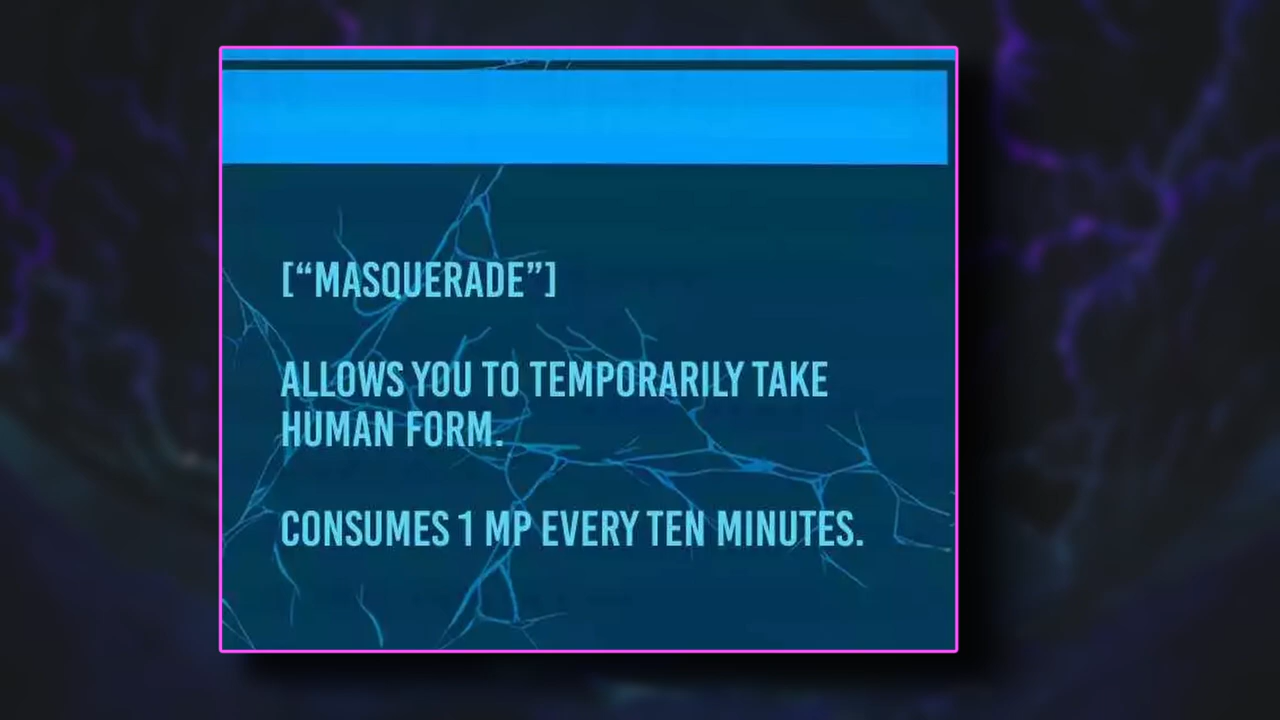 [“MASQUERADE”]
ALLOWS YOU TO TEMPORARILY TAKE
HUMAN FORM.
CONSUMES 1 MP EVERY TEN MINUTES.